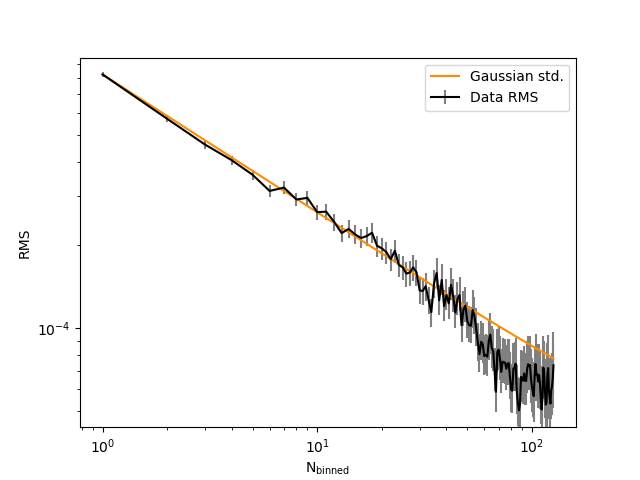 Gaussian std.
Data RMS
RMS
10⁻⁴
10⁰
10¹
10²
N_binned